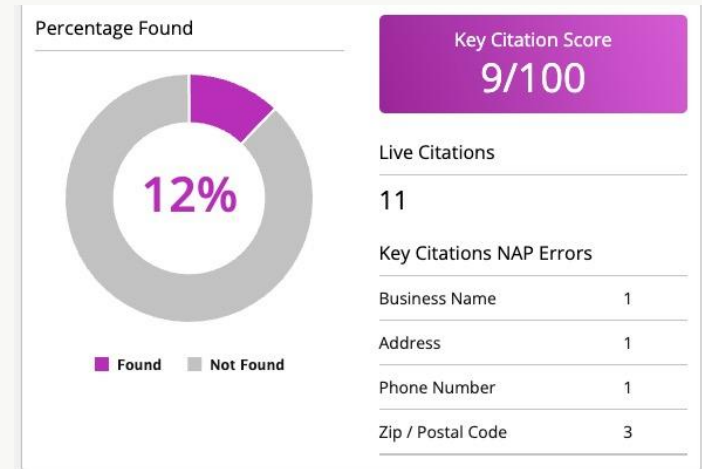 Percentage Found
12%
Found Not Found
Key Citation Score
9/100
Live Citations
11
Key Citations NAP Errors
Business Name 1
Address 1
Phone Number 1
Zip / Postal Code 3